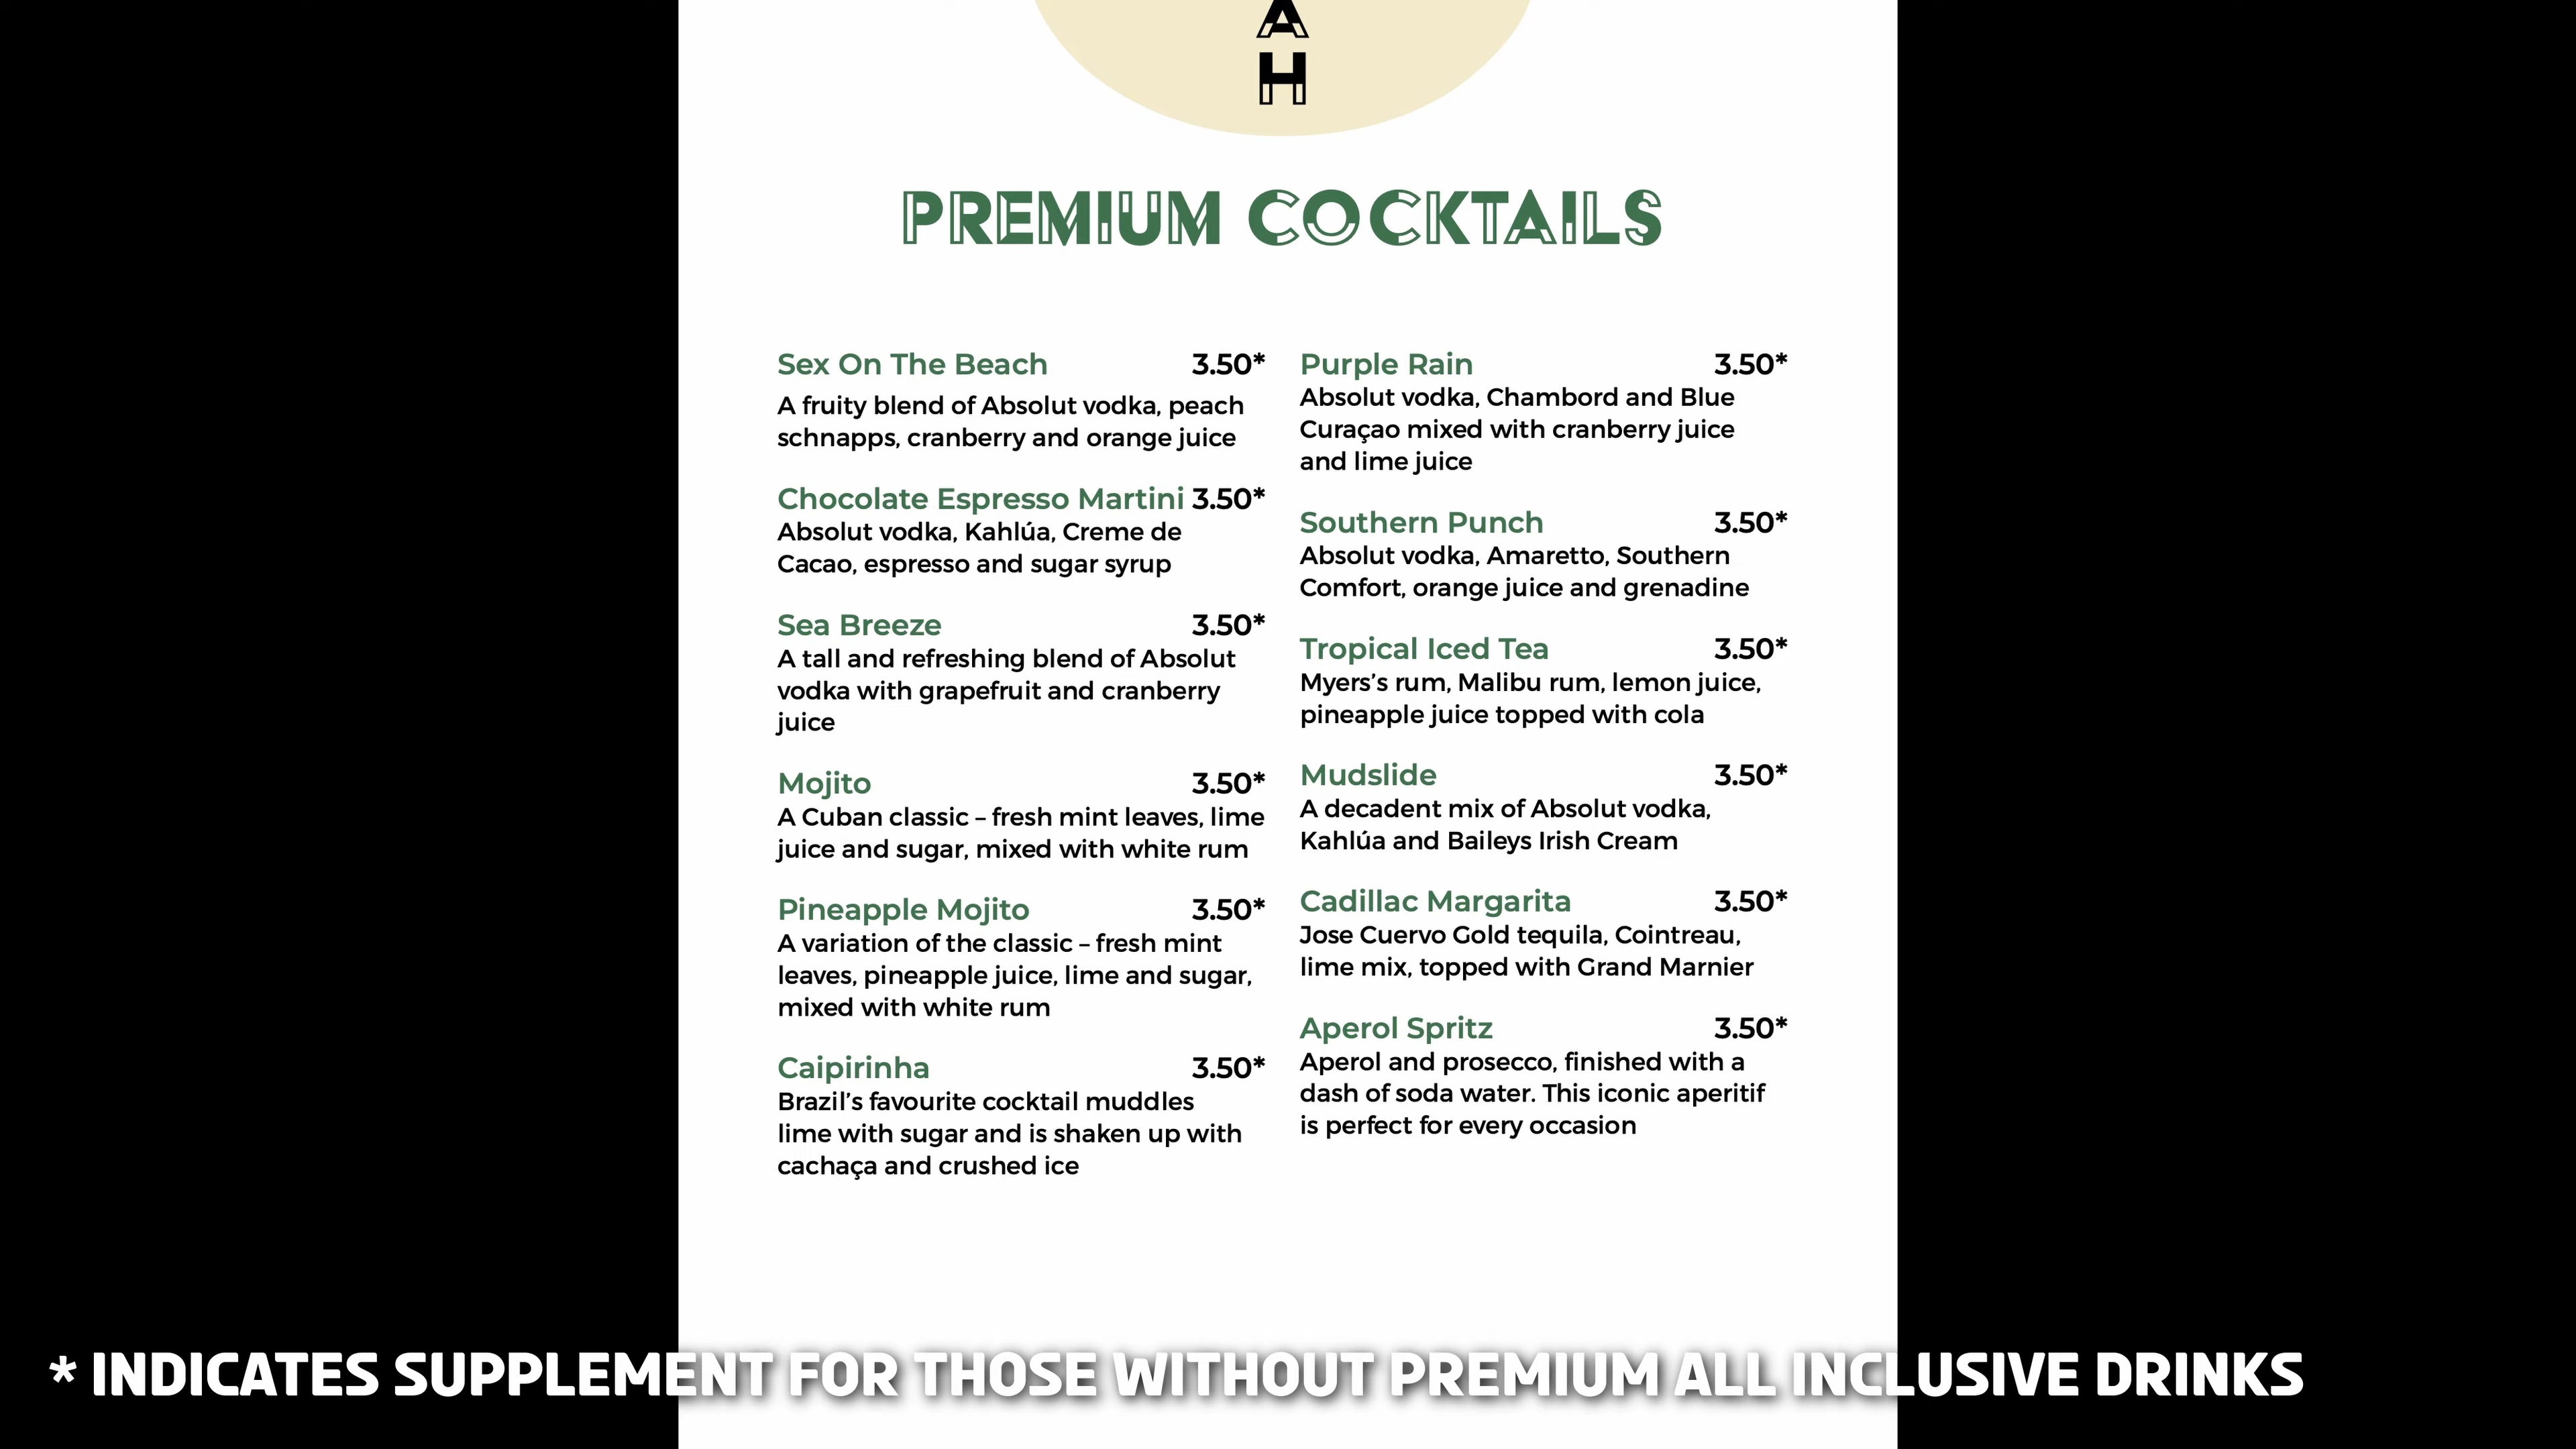 A
H
PREMIUM COCKTAILS
Sex On The Beach 3.50*
A fruity blend of Absolut vodka, peach
schnapps, cranberry and orange juice
Chocolate Espresso Martini 3.50*
Absolut vodka, Kahlúa, Creme de
Cacao, espresso and sugar syrup
Sea Breeze 3.50*
A tall and refreshing blend of Absolut
vodka with grapefruit and cranberry
juice
Mojito 3.50*
A Cuban classic – fresh mint leaves, lime
juice and sugar, mixed with white rum
Pineapple Mojito 3.50*
A variation of the classic – fresh mint
leaves, pineapple juice, lime and sugar,
mixed with white rum
Caipirinha 3.50*
Brazil's favourite cocktail muddles
lime with sugar and is shaken up with
cachaça and crushed ice
Purple Rain 3.50*
Absolut vodka, Chambord and Blue
Curaçao mixed with cranberry juice
and lime juice
Southern Punch 3.50*
Absolut vodka, Amaretto, Southern
Comfort, orange juice and grenadine
Tropical Iced Tea 3.50*
Myers's rum, Malibu rum, lemon juice,
pineapple juice topped with cola
Mudslide 3.50*
A decadent mix of Absolut vodka,
Kahlúa and Baileys Irish Cream
Cadillac Margarita 3.50*
Jose Cuervo Gold tequila, Cointreau,
lime mix, topped with Grand Marnier
Aperol Spritz 3.50*
Aperol and prosecco, finished with a
dash of soda water. This iconic aperitif
is perfect for every occasion
* INDICATES SUPPLEMENT FOR THOSE WITHOUT PREMIUM ALL INCLUSIVE DRINKS